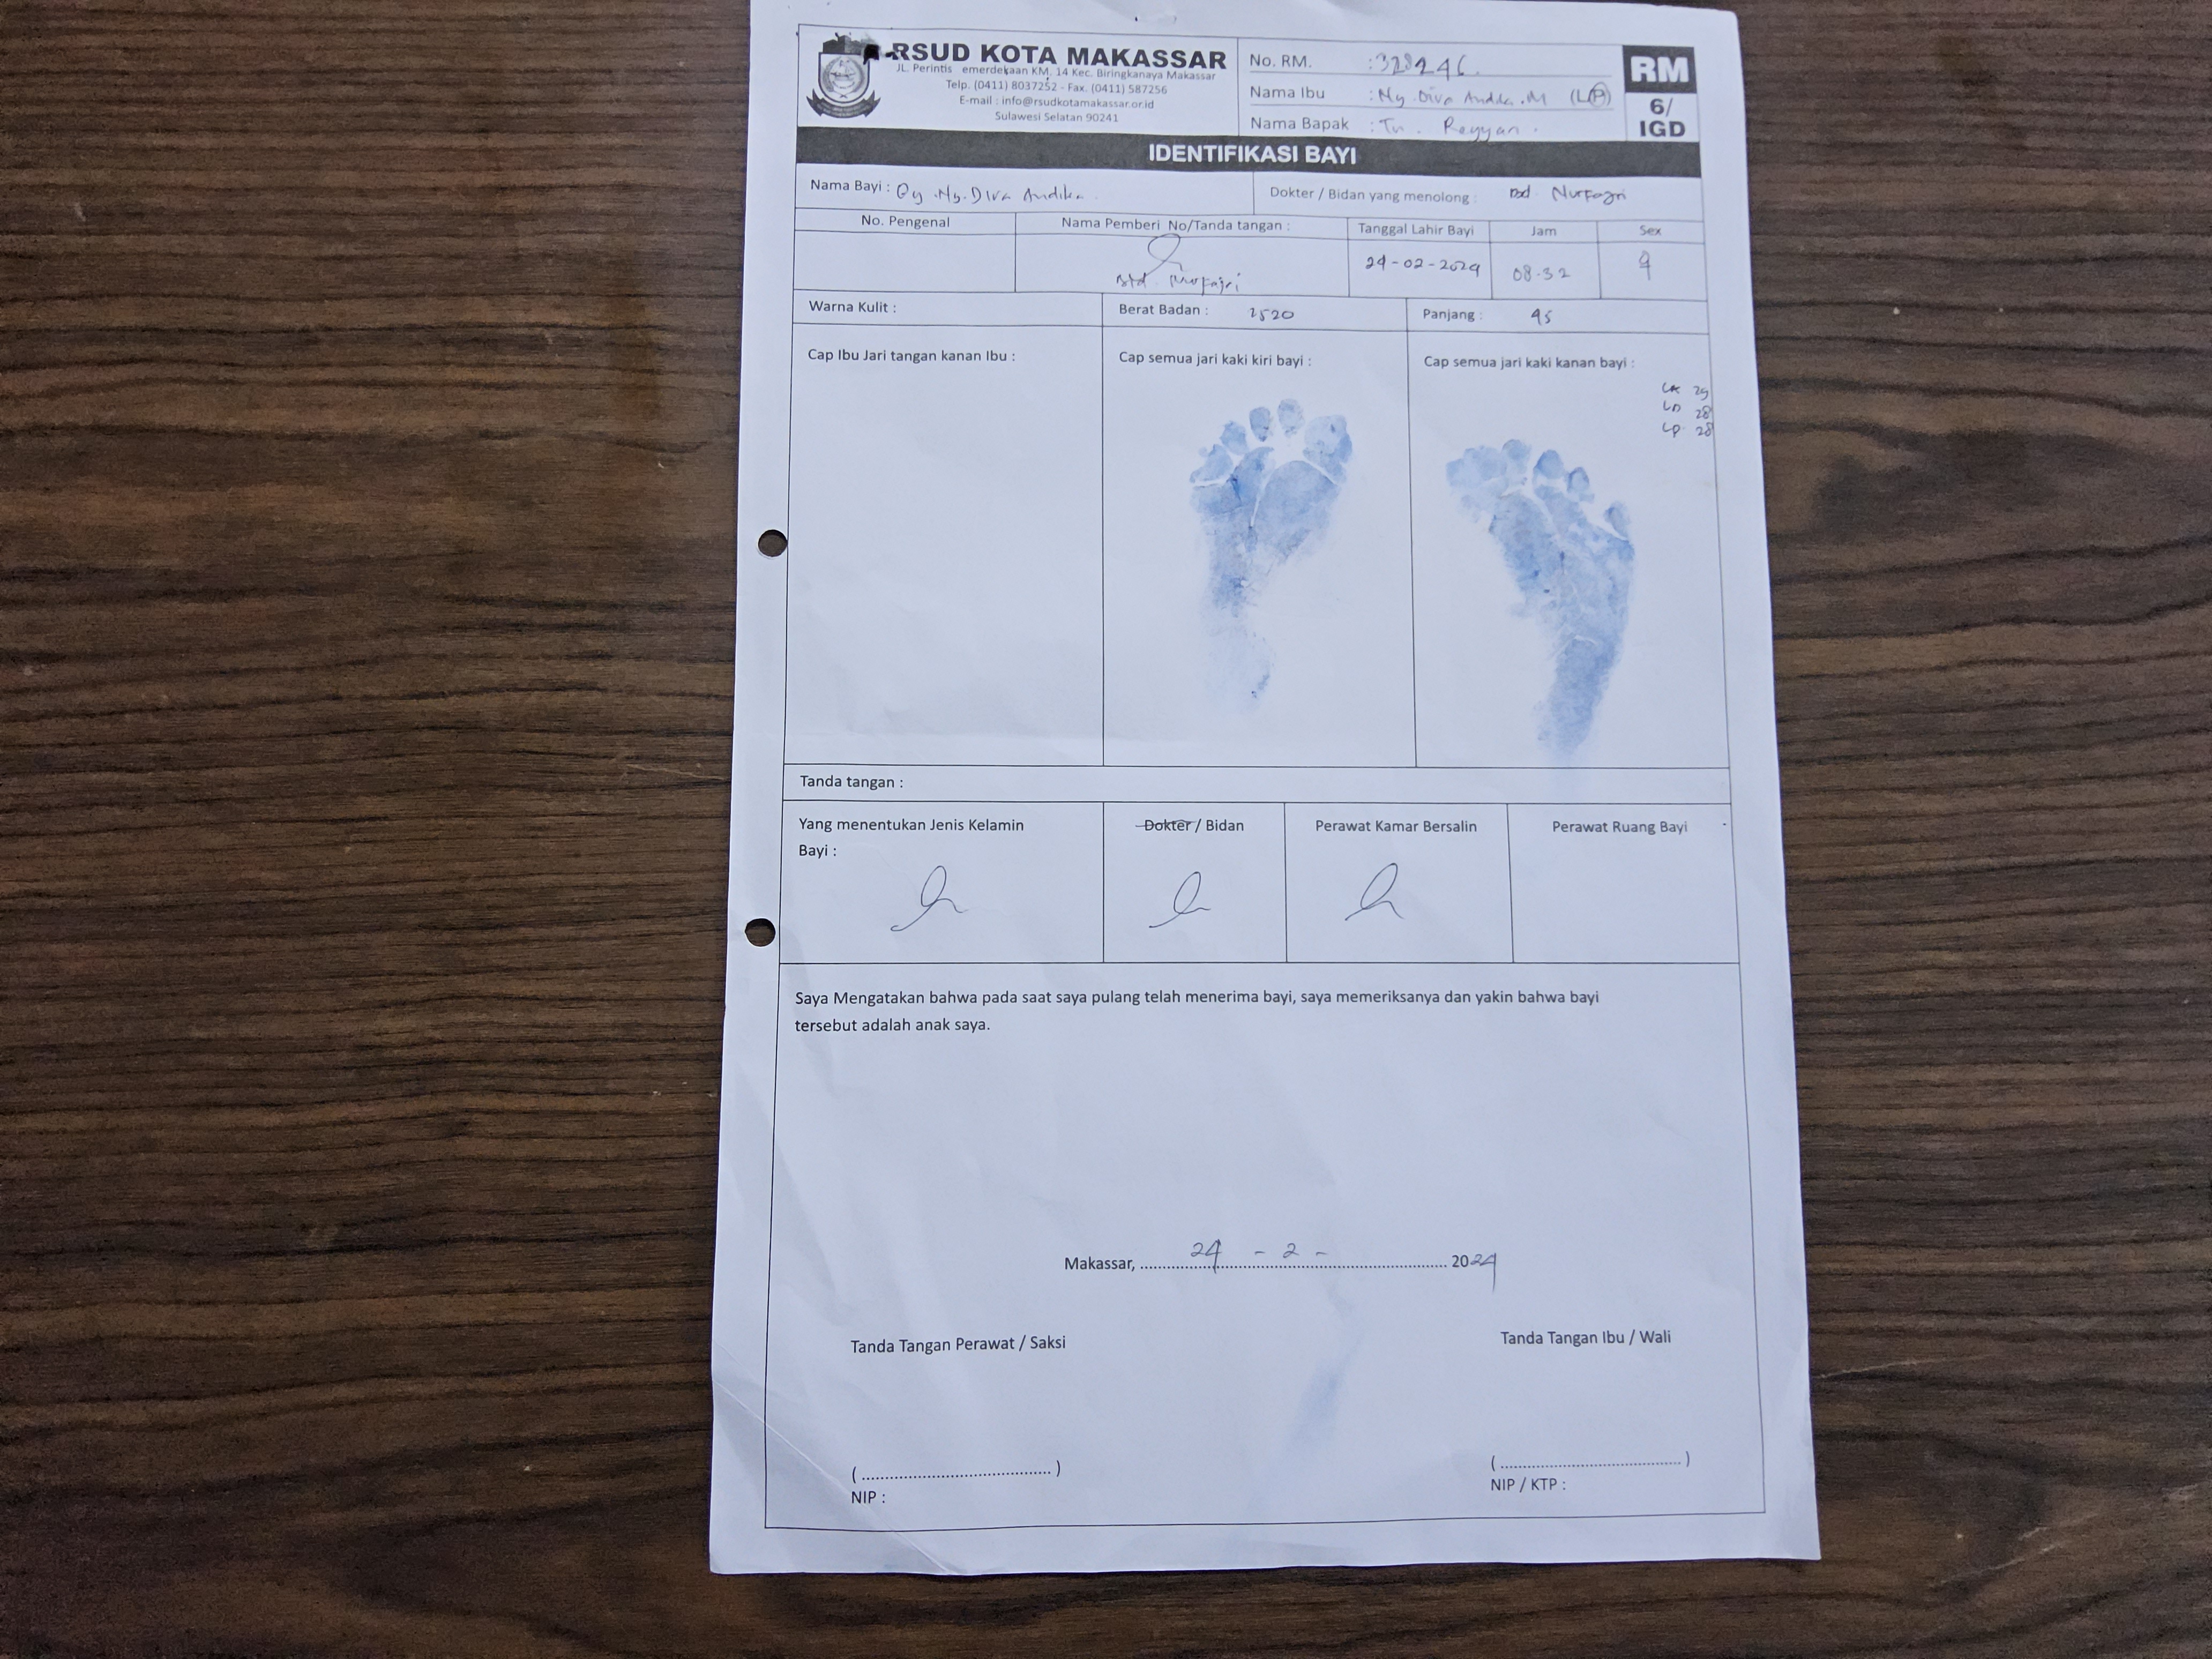 RSUD KOTA MAKASSAR
JL. Perintis emerdekaan KM. 14 Kec. Biringkanaya Makassar
Telp. (0411) 8037252 - Fax. (0411) 587256
E-mail : info@rsudkotamakassar.or.id
Sulawesi Selatan 90241
No. RM. :
Nama Ibu : Ny. Diva Andika. M (L/P)
Nama Bapak : Tn. Rayyan.
RM
6/
IGD
IDENTIFIKASI BAYI
Nama Bayi : By. Ny. Diva Andika.
Dokter / Bidan yang menolong : Bd. Nurfajri
No. Pengenal
Nama Pemberi No/Tanda tangan :
Tanggal Lahir Bayi
Jam
Sex
Nurfajri
24-02-2024
08.32
♀
Warna Kulit :
Berat Badan : 2520
Panjang : 45
Cap Ibu Jari tangan kanan Ibu :
Cap semua jari kaki kiri bayi :
Cap semua jari kaki kanan bayi :
LK 29
LD 28
LP 28
Tanda tangan :
Yang menentukan Jenis Kelamin
Bayi :
Dokter / Bidan
Perawat Kamar Bersalin
Perawat Ruang Bayi
Saya Mengatakan bahwa pada saat saya pulang telah menerima bayi, saya memeriksanya dan yakin bahwa bayi
tersebut adalah anak saya.
Makassar, 24 - 2 - 2024
Tanda Tangan Perawat / Saksi
Tanda Tangan Ibu / Wali
( ........................................ )
NIP :
( ........................................ )
NIP / KTP :